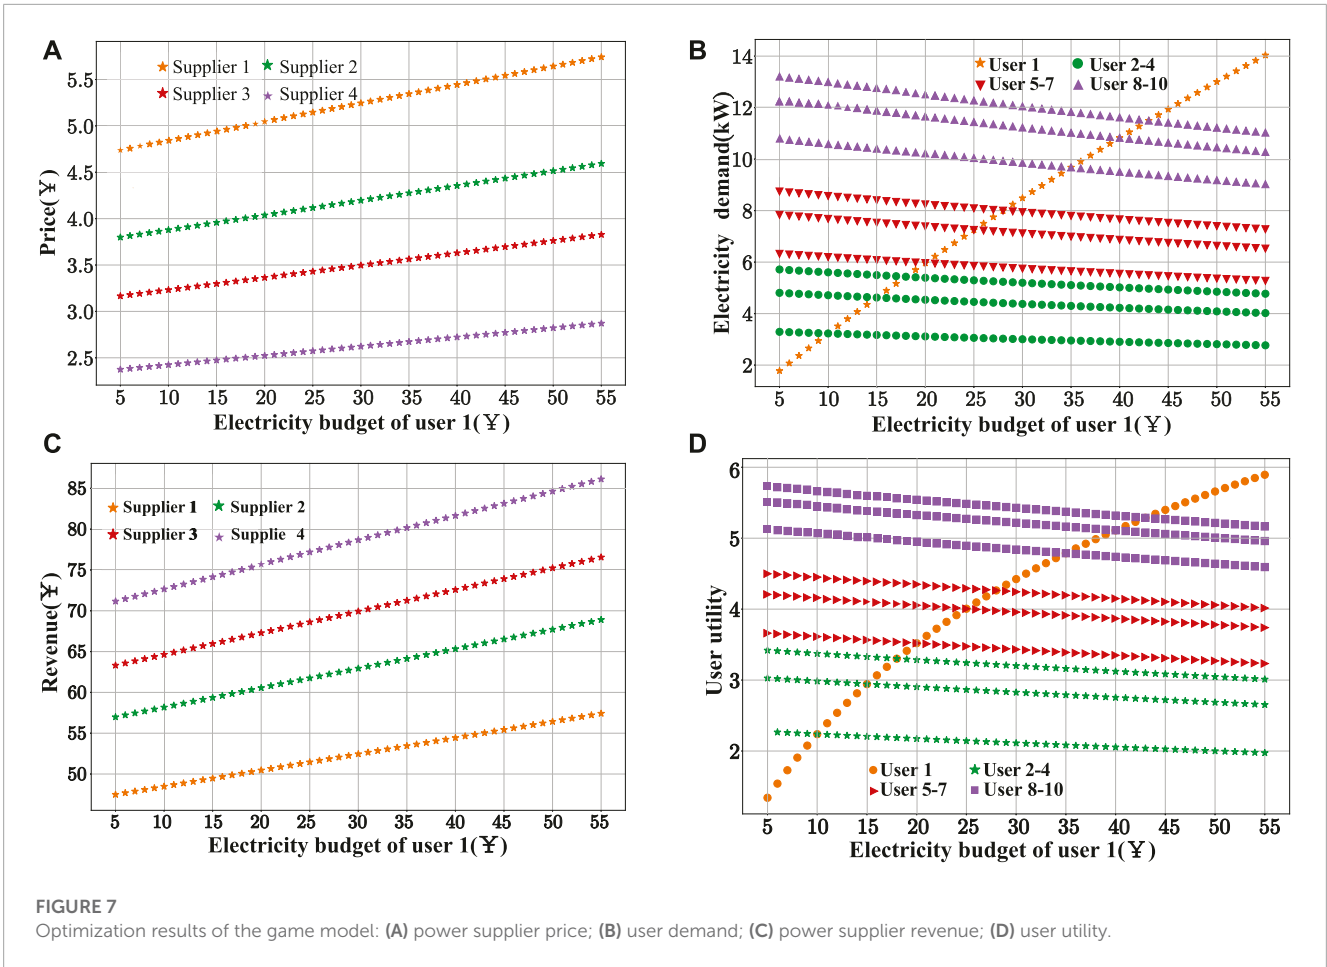 A
Supplier 1 Supplier 2
Supplier 3 Supplier 4
Price(¥)
5.5
5.0
4.5
4.0
3.5
3.0
2.5
5 10 15 20 25 30 35 40 45 50 55
Electricity budget of user 1(¥)
B
User 1 User 2-4
User 5-7 User 8-10
Electricity demand(kW)
14
12
10
8
6
4
2
5 10 15 20 25 30 35 40 45 50 55
Electricity budget of user 1(¥)
C
Supplier 1 Supplier 2
Supplier 3 Supplie 4
Revenue(¥)
85
80
75
70
65
60
55
50
5 10 15 20 25 30 35 40 45 50 55
Electricity budget of user 1(¥)
D
User utility
6
5
4
3
2
User 1 User 2-4
User 5-7 User 8-10
5 10 15 20 25 30 35 40 45 50 55
Electricity budget of user 1(¥)
FIGURE 7
Optimization results of the game model: (A) power supplier price; (B) user demand; (C) power supplier revenue; (D) user utility.